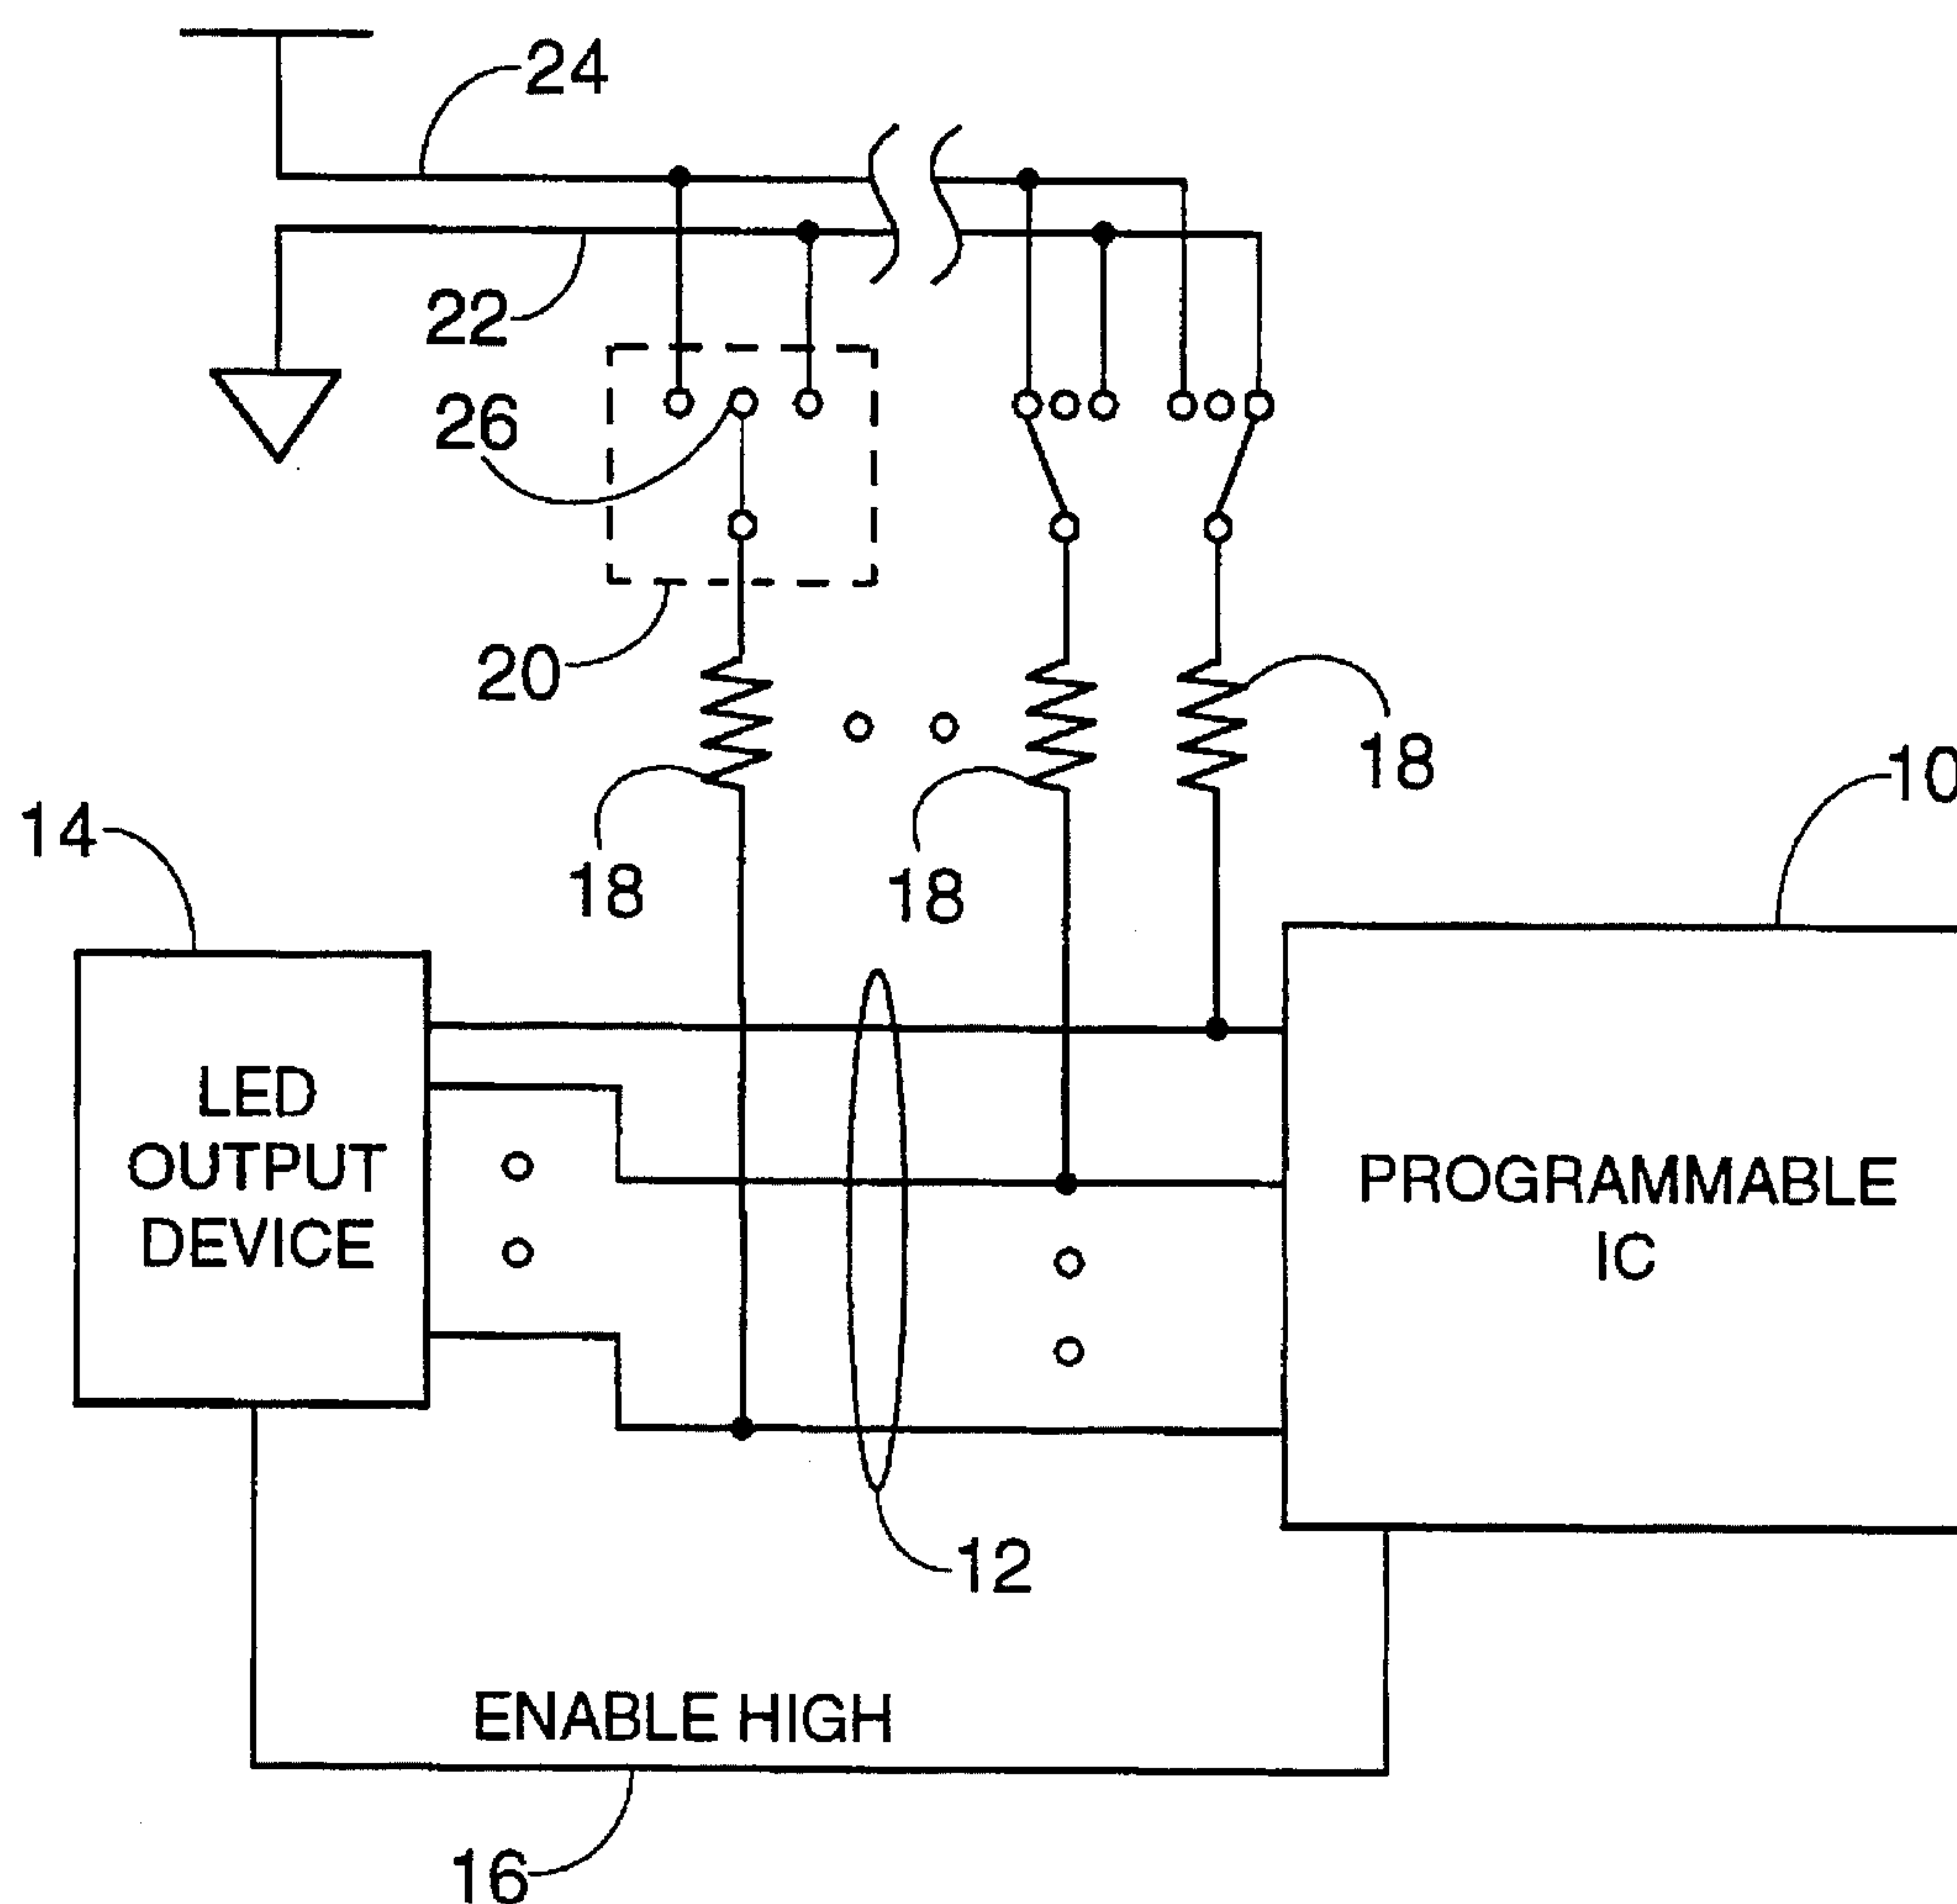 24
22
26
20
18
18
18
10
14
LED
OUTPUT
DEVICE
PROGRAMMABLE
IC
12
ENABLE HIGH
16